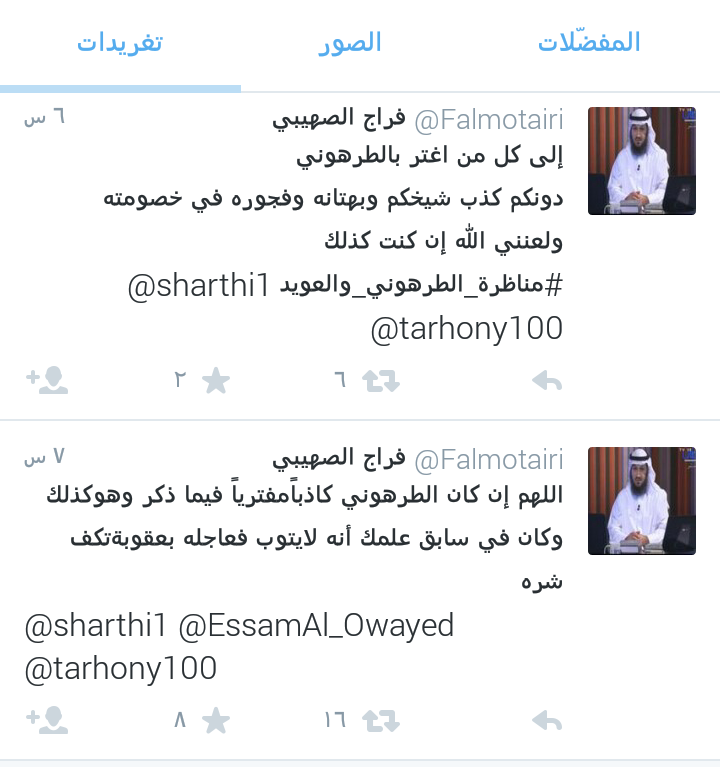 المفضّلات الصور تغريدات
فراج الصهيبي @Falmotairi ٦ س
إلى كل من اغتر بالطرهوني
دونكم كذب شيخكم وبهتانه وفجوره في خصومته
ولعنني الله إن كنت كذلك
#مناظرة_الطرهوني_والعويد @sharthi1
@tarhony100
٦ ٢
فراج الصهيبي @Falmotairi ٧ س
اللهم إن كان الطرهوني كاذباًمفترياً فيما ذكر وهوكذلك
وكان في سابق علمك أنه لايتوب فعاجله بعقوبةتكف
شره
@sharthi1 @EssamAl_Owayed
@tarhony100
١٦ ٨